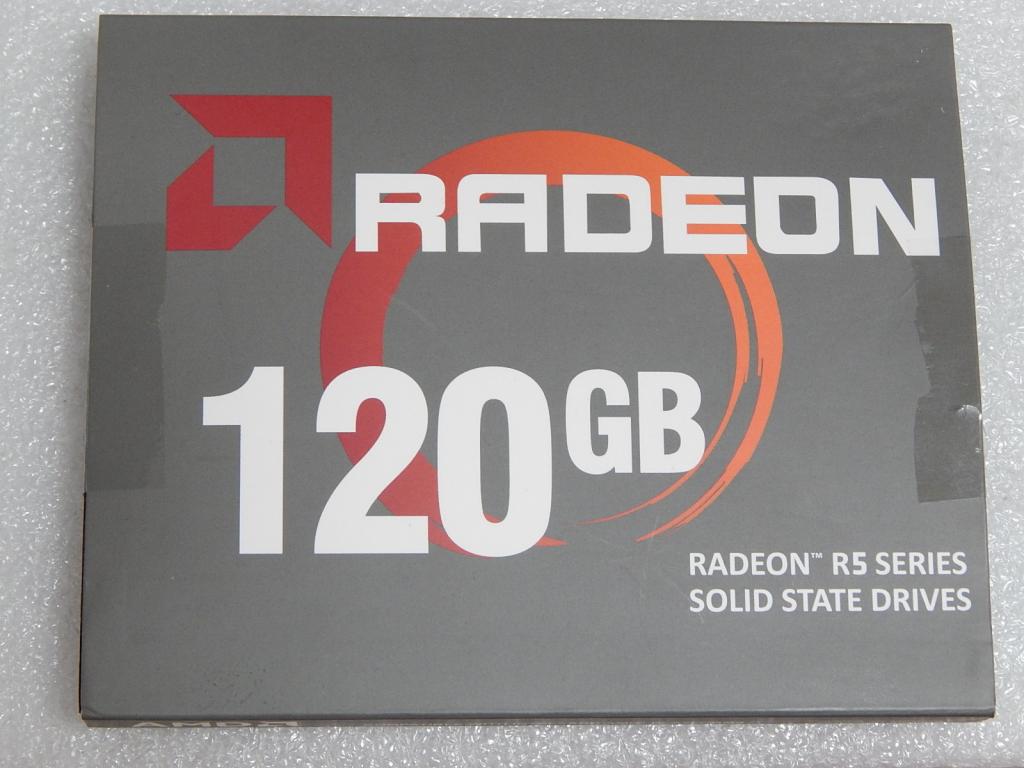 RADEON
120GB
RADEON™ R5 SERIES
SOLID STATE DRIVES